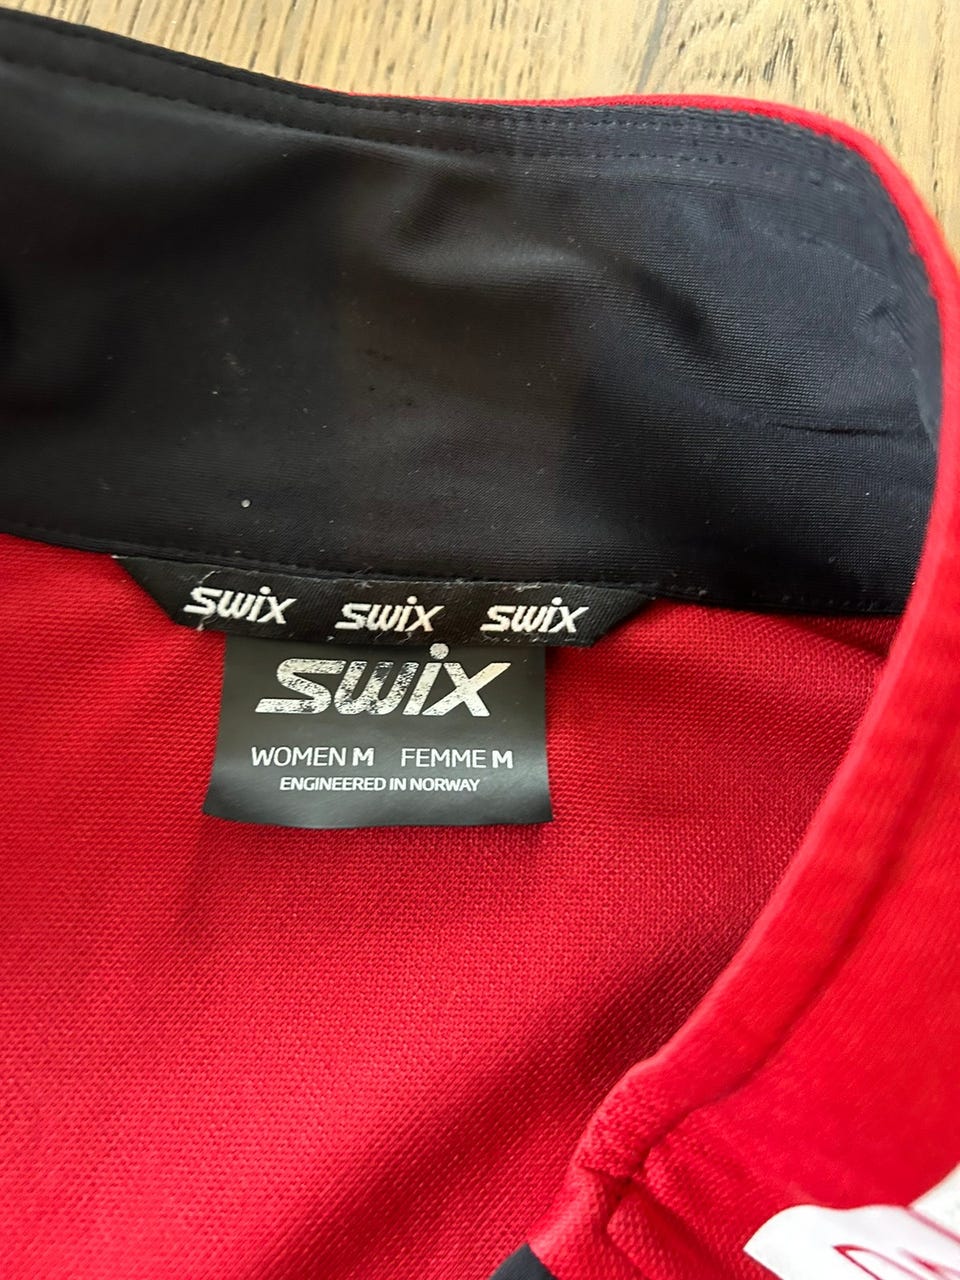 swix swix swix
swix
WOMEN M FEMME M
ENGINEERED IN NORWAY